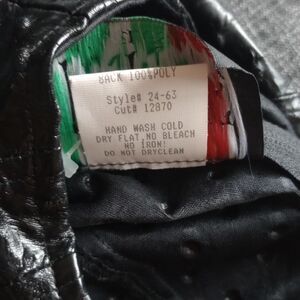 BACK 100%POLY
Style# 24-63
Cut# 12870
HAND WASH COLD
DRY FLAT,NO BLEACH
NO IRON!
DO NOT DRYCLEAN